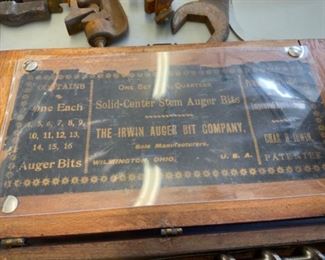 CONTAINS
One Each
4, 5, 6, 7, 8, 9,
10, 11, 12, 13,
14, 15, 16
Auger Bits
ONE SET QUARTERS
Solid-Center Stem Auger Bits
THE IRWIN AUGER BIT COMPANY,
Sole Manufacturers,
WILMINGTON, OHIO, U. S. A.
CHAS. H. IRWIN
PATENTEE